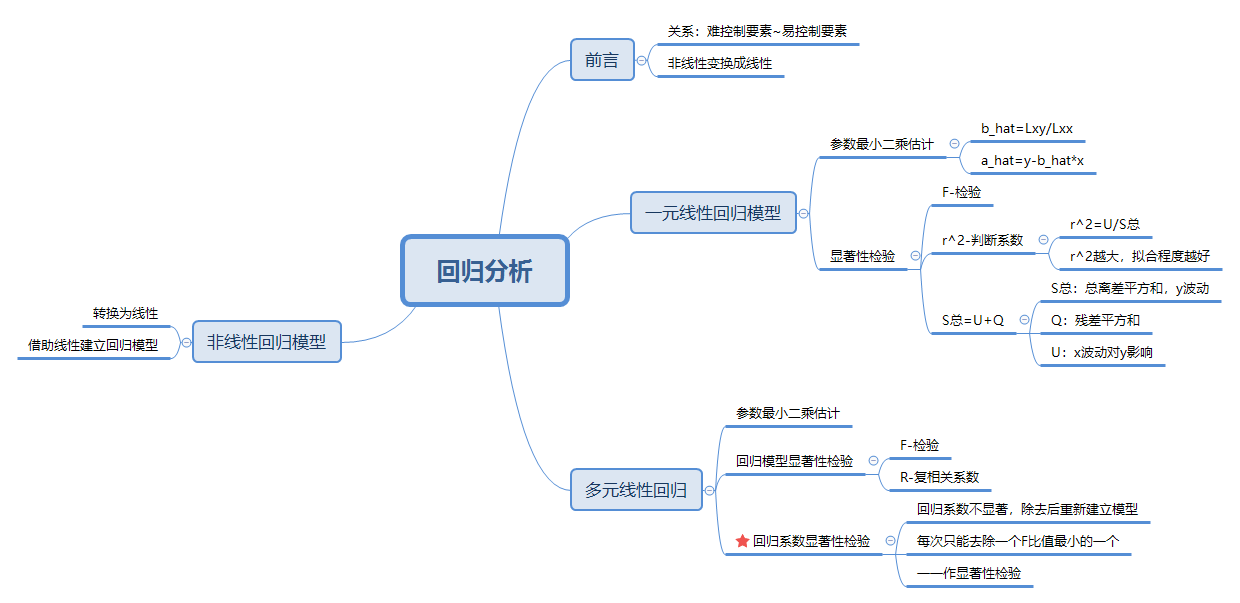 回归分析
前言
关系：难控制要素~易控制要素
非线性变换成线性
一元线性回归模型
参数最小二乘估计
b_hat=Lxy/Lxx
a_hat=y-b_hat*x
显著性检验
F-检验
r^2-判断系数
r^2=U/S总
r^2越大，拟合程度越好
S总=U+Q
S总：总离差平方和，y波动
Q：残差平方和
U：x波动对y影响
多元线性回归
参数最小二乘估计
回归模型显著性检验
F-检验
R-复相关系数
回归系数显著性检验
回归系数不显著，除去后重新建立模型
每次只能去除一个F比值最小的一个
一一作显著性检验
非线性回归模型
转换为线性
借助线性建立回归模型